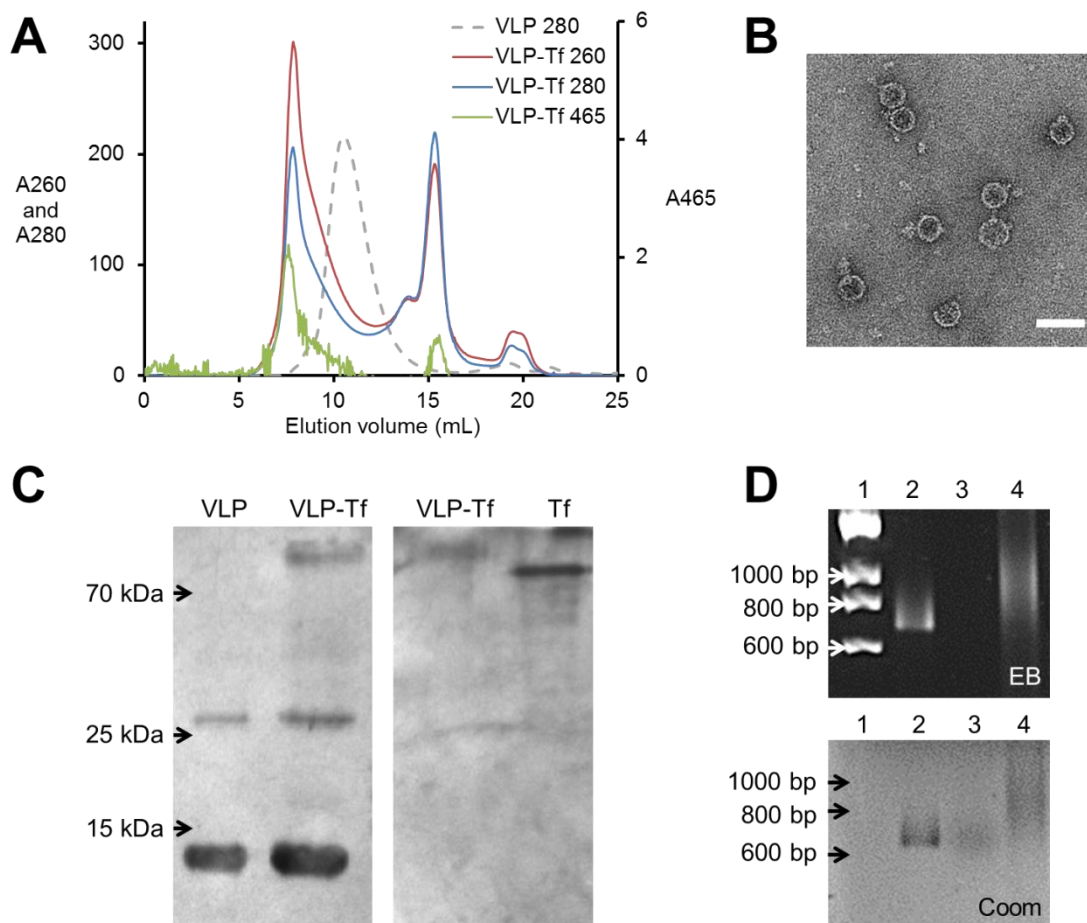 A
300
200
100
0
A260
and
A280
6
4
2
0
A465
VLP 280
VLP-Tf 260
VLP-Tf 280
VLP-Tf 465
0 5 10 15 20 25
Elution volume (mL)
B
C
VLP VLP-Tf VLP-Tf Tf
70 kDa
25 kDa
15 kDa
D
1 2 3 4
1000 bp
800 bp
600 bp
EB
1 2 3 4
1000 bp
800 bp
600 bp
Coom